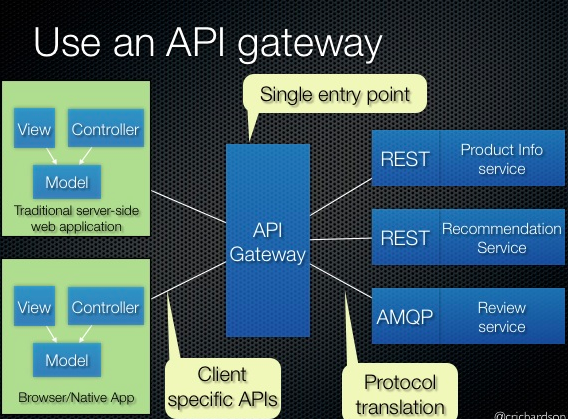 Use an API gateway
Single entry point
View
Controller
Model
Traditional server-side
web application
View
Controller
Model
Browser/Native App
API
Gateway
REST
Product Info
service
REST
Recommendation
Service
AMQP
Review
service
Client
specific APIs
Protocol
translation
@crichardson